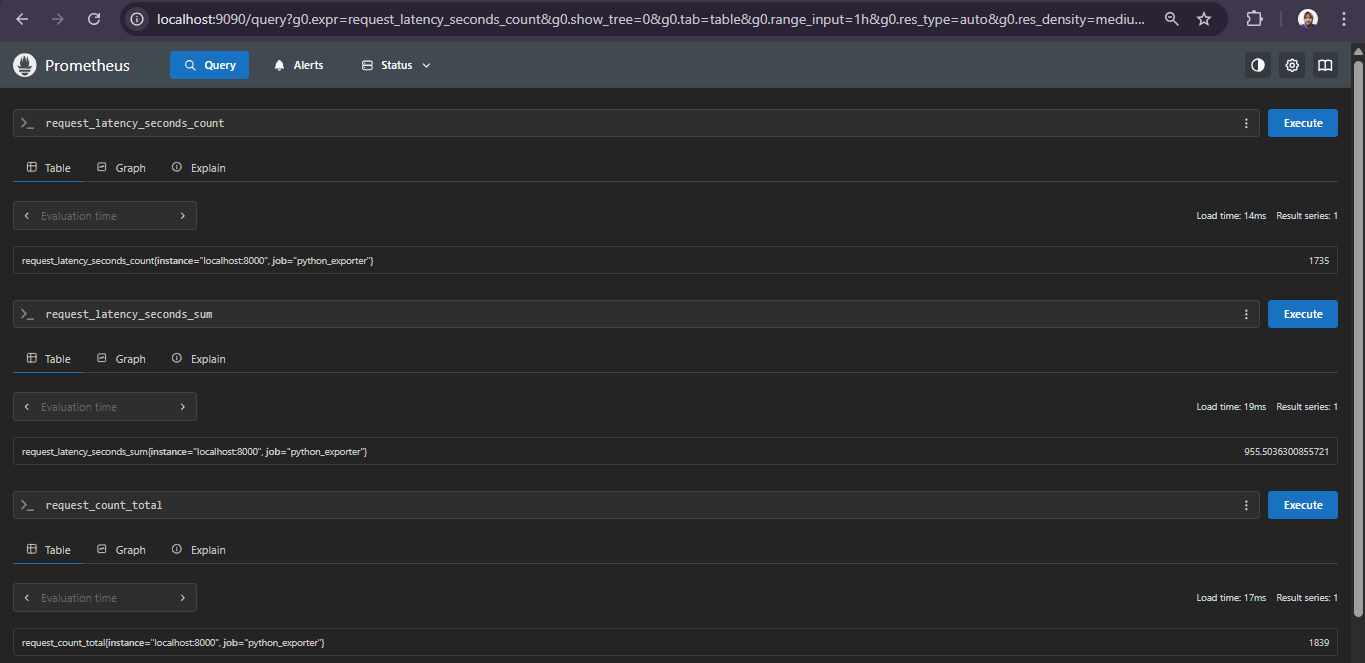 localhost:9090/query?g0.expr=request_latency_seconds_count&g0.show_tree=0&g0.tab=table&g0.range_input=1h&g0.res_type=auto&g0.res_density=mediu...
Prometheus Query Alerts Status
>_ request_latency_seconds_count Execute
Table Graph Explain
Evaluation time Load time: 14ms Result series: 1
request_latency_seconds_count{instance="localhost:8000", job="python_exporter"} 1735
>_ request_latency_seconds_sum Execute
Table Graph Explain
Evaluation time Load time: 19ms Result series: 1
request_latency_seconds_sum{instance="localhost:8000", job="python_exporter"} 955.5036300855721
>_ request_count_total Execute
Table Graph Explain
Evaluation time Load time: 17ms Result series: 1
request_count_total{instance="localhost:8000", job="python_exporter"} 1839